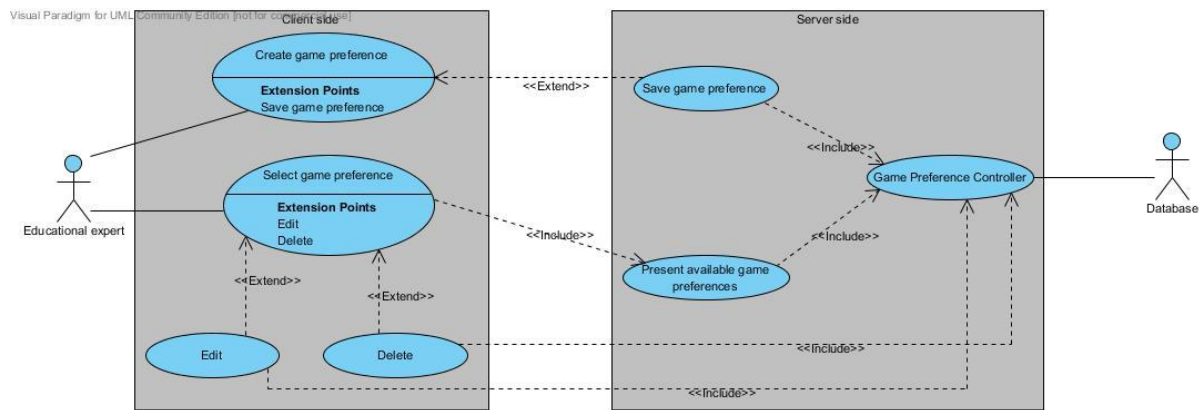 Visual Paradigm for UML Community Edition [not for commercial use]
Client side
Server side
Create game preference
Extension Points
Save game preference
<<Extend>>
Save game preference
<<Include>>
Select game preference
Extension Points
Edit
Delete
Game Preference Controller
Educational expert
Database
<<Include>>
<<Include>>
Present available game
preferences
<<Extend>>
<<Extend>>
Edit
Delete
<<Include>>
<<Include>>